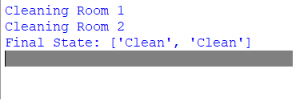 Cleaning Room 1
Cleaning Room 2
Final State: ['Clean', 'Clean']